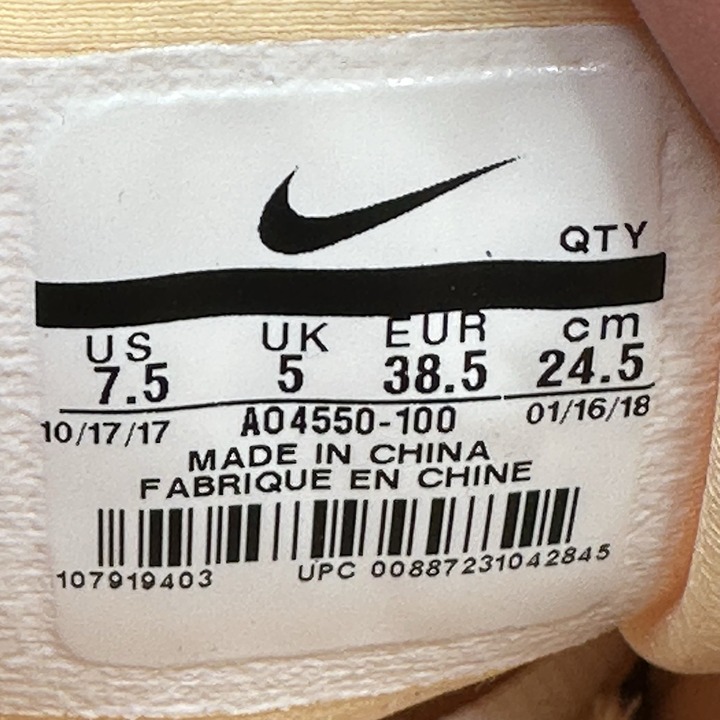 QTY
US UK EUR cm
7.5 5 38.5 24.5
10/17/17 AO4550-100 01/16/18
MADE IN CHINA
FABRIQUE EN CHINE
107919403 UPC 00887231042845